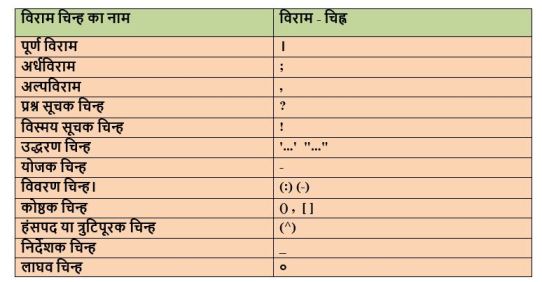 विराम चिन्ह का नाम विराम - चिह्न
पूर्ण विराम ।
अर्धविराम ;
अल्पविराम ,
प्रश्न सूचक चिन्ह ?
विस्मय सूचक चिन्ह !
उद्धरण चिन्ह '...' "..."
योजक चिन्ह -
विवरण चिन्ह। (:) (-)
कोष्ठक चिन्ह () , [ ]
हंसपद या त्रुटिपूरक चिन्ह (^)
निर्देशक चिन्ह _
लाघव चिन्ह ०